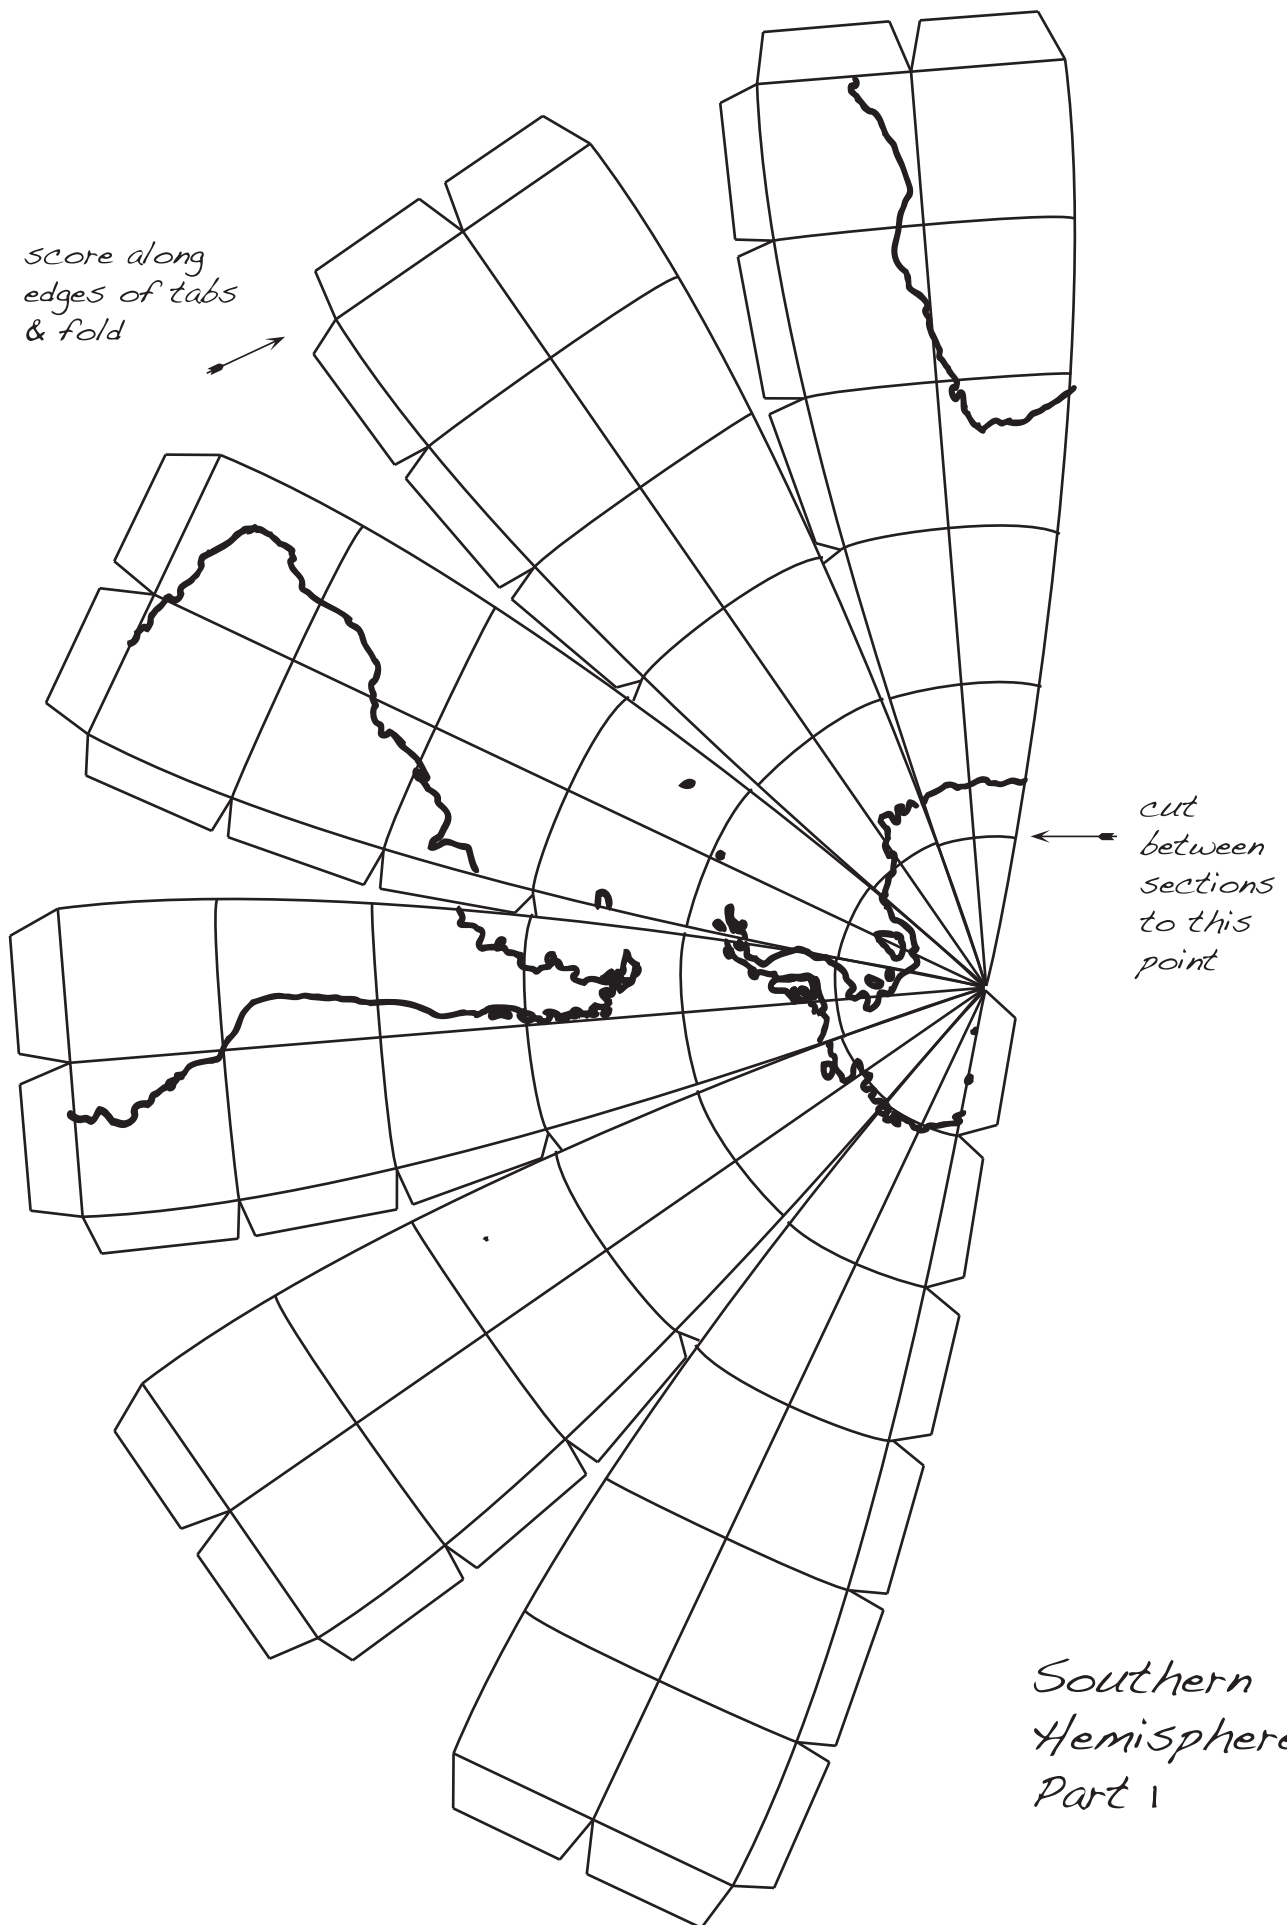 score along
edges of tabs
& fold
cut
between
sections
to this
point
Southern
Hemisphere
Part 1